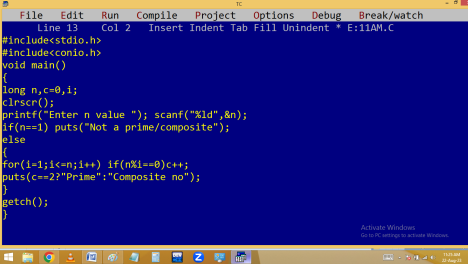 TC
File Edit Run Compile Project Options Debug Break/watch
Line 13 Col 2 Insert Indent Tab Fill Unindent * E:11AM.C
#include<stdio.h>
#include<conio.h>
void main()
{
long n,c=0,i;
clrscr();
printf("Enter n value "); scanf("%ld",&n);
if(n==1) puts("Not a prime/composite");
else
{
for(i=1;i<=n;i++) if(n%i==0)c++;
puts(c==2?"Prime":"Composite no");
}
getch();
}
Activate Windows
Go to PC settings to activate Windows.